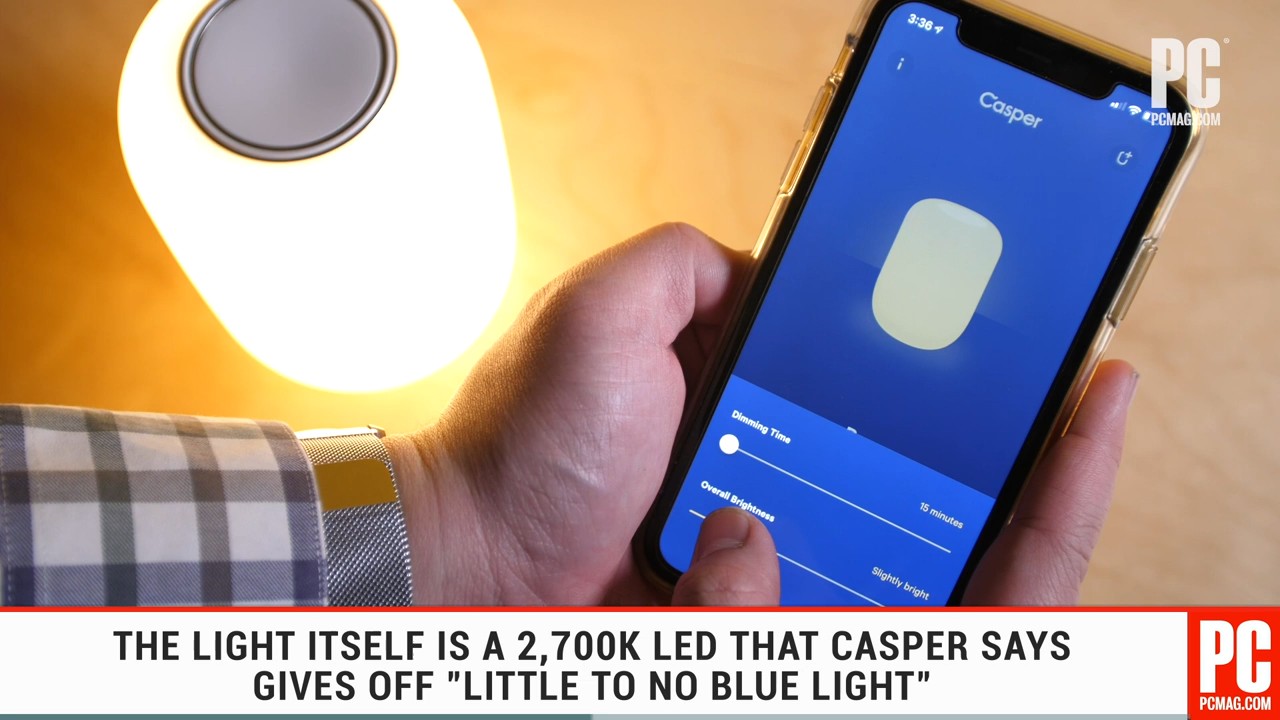 3:36
i
Casper
PC
PCMAG.COM
Dimming Time
15 minutes
Overall Brightness
Slightly bright
THE LIGHT ITSELF IS A 2,700K LED THAT CASPER SAYS
GIVES OFF "LITTLE TO NO BLUE LIGHT"
PC
PCMAG.COM